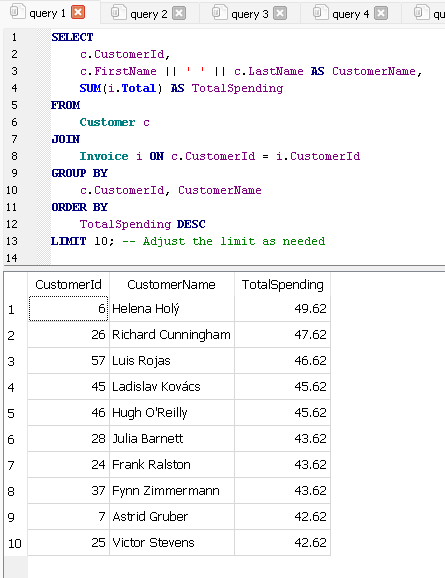 query 1 query 2 query 3 query 4 qu
1 SELECT
2 c.CustomerId,
3 c.FirstName || ' ' || c.LastName AS CustomerName,
4 SUM(i.Total) AS TotalSpending
5 FROM
6 Customer c
7 JOIN
8 Invoice i ON c.CustomerId = i.CustomerId
9 GROUP BY
10 c.CustomerId, CustomerName
11 ORDER BY
12 TotalSpending DESC
13 LIMIT 10; -- Adjust the limit as needed
14
CustomerId CustomerName TotalSpending
1 6 Helena Holý 49.62
2 26 Richard Cunningham 47.62
3 57 Luis Rojas 46.62
4 45 Ladislav Kovács 45.62
5 46 Hugh O'Reilly 45.62
6 28 Julia Barnett 43.62
7 24 Frank Ralston 43.62
8 37 Fynn Zimmermann 43.62
9 7 Astrid Gruber 42.62
10 25 Victor Stevens 42.62